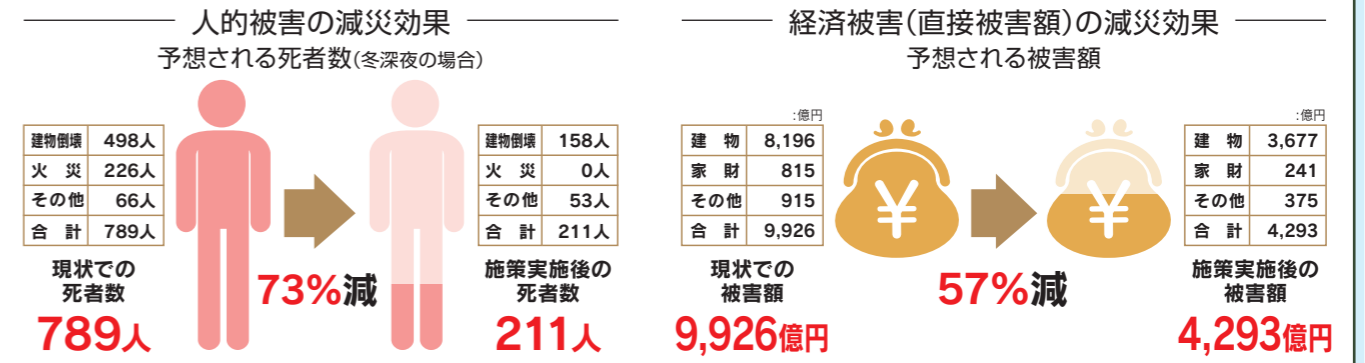 人的被害の減災効果
予想される死者数(冬深夜の場合)
建物倒壊 498人
火災 226人
その他 66人
合計 789人
現状での
死者数
789人
73%減
建物倒壊 158人
火災 0人
その他 53人
合計 211人
施策実施後の
死者数
211人
経済被害(直接被害額)の減災効果
予想される被害額
:億円
建物 8,196
家財 815
その他 915
合計 9,926
現状での
被害額
9,926億円
¥
57%減
¥
:億円
建物 3,677
家財 241
その他 375
合計 4,293
施策実施後の
被害額
4,293億円